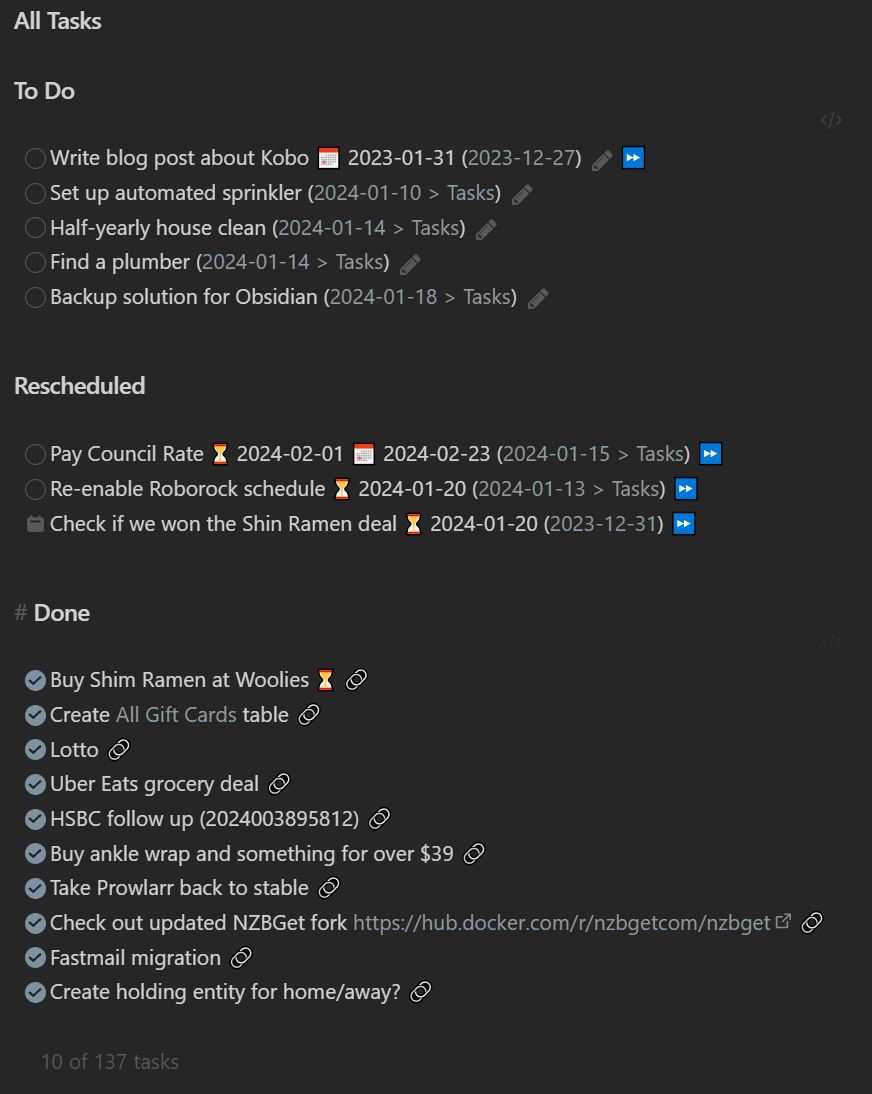 All Tasks
To Do
</>
Write blog post about Kobo 📅 2023-01-31 (2023-12-27) ⏩
Set up automated sprinkler (2024-01-10 > Tasks)
Half-yearly house clean (2024-01-14 > Tasks)
Find a plumber (2024-01-14 > Tasks)
Backup solution for Obsidian (2024-01-18 > Tasks)
Rescheduled
Pay Council Rate ⏳ 2024-02-01 📅 2024-02-23 (2024-01-15 > Tasks) ⏩
Re-enable Roborock schedule ⏳ 2024-01-20 (2024-01-13 > Tasks) ⏩
Check if we won the Shin Ramen deal ⏳ 2024-01-20 (2023-12-31) ⏩
# Done
</>
Buy Shim Ramen at Woolies ⏳
Create All Gift Cards table
Lotto
Uber Eats grocery deal
HSBC follow up (2024003895812)
Buy ankle wrap and something for over $39
Take Prowlarr back to stable
Check out updated NZBGet fork https://hub.docker.com/r/nzbgetcom/nzbget
Fastmail migration
Create holding entity for home/away?
10 of 137 tasks